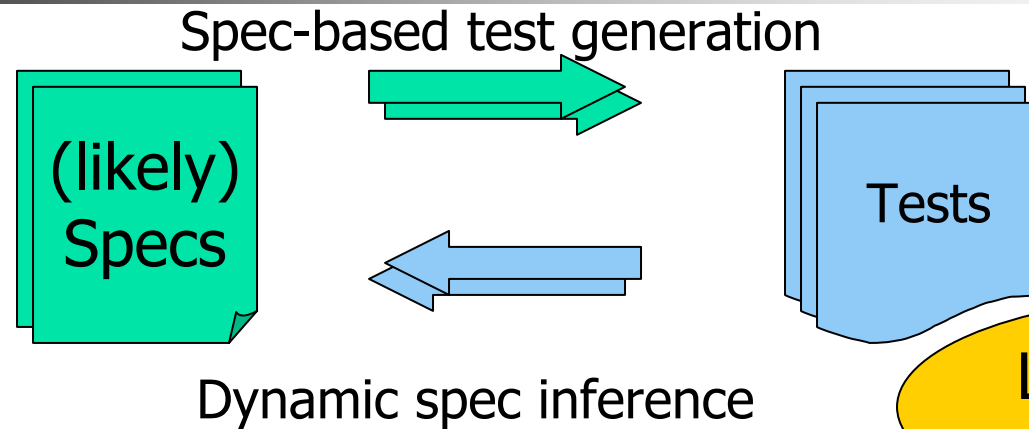 Spec-based test generation
(likely)
Specs
Tests
Dynamic spec inference